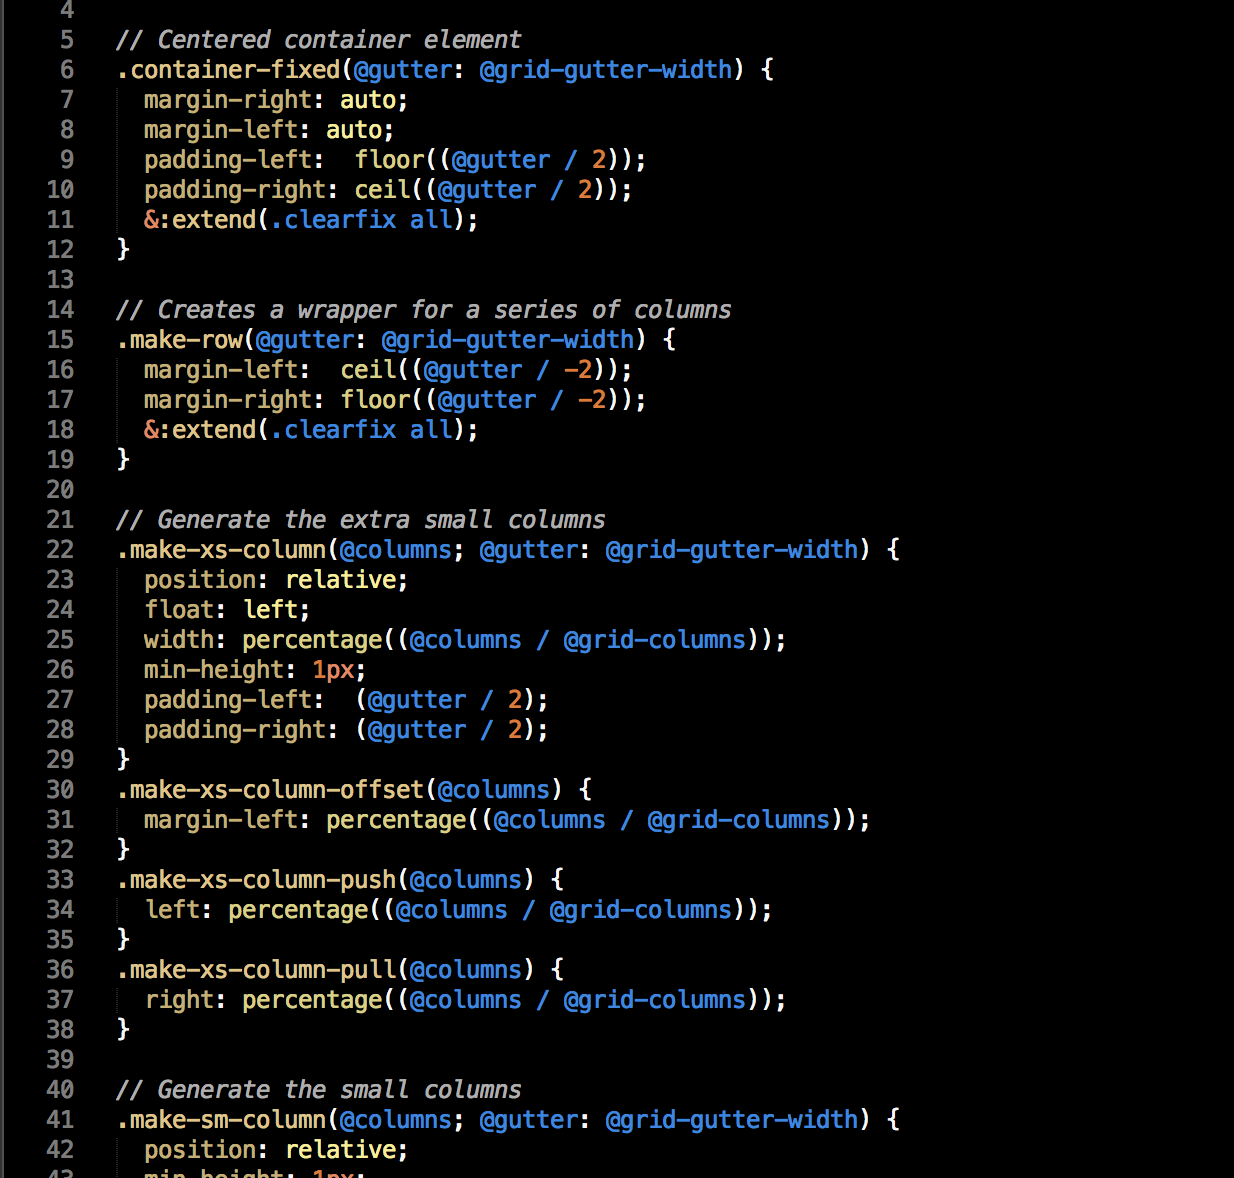 4
5 // Centered container element
6 .container-fixed(@gutter: @grid-gutter-width) {
7   margin-right: auto;
8   margin-left: auto;
9   padding-left:  floor((@gutter / 2));
10   padding-right: ceil((@gutter / 2));
11   &:extend(.clearfix all);
12 }
13
14 // Creates a wrapper for a series of columns
15 .make-row(@gutter: @grid-gutter-width) {
16   margin-left:  ceil((@gutter / -2));
17   margin-right: floor((@gutter / -2));
18   &:extend(.clearfix all);
19 }
20
21 // Generate the extra small columns
22 .make-xs-column(@columns; @gutter: @grid-gutter-width) {
23   position: relative;
24   float: left;
25   width: percentage((@columns / @grid-columns));
26   min-height: 1px;
27   padding-left:  (@gutter / 2);
28   padding-right: (@gutter / 2);
29 }
30 .make-xs-column-offset(@columns) {
31   margin-left: percentage((@columns / @grid-columns));
32 }
33 .make-xs-column-push(@columns) {
34   left: percentage((@columns / @grid-columns));
35 }
36 .make-xs-column-pull(@columns) {
37   right: percentage((@columns / @grid-columns));
38 }
39
40 // Generate the small columns
41 .make-sm-column(@columns; @gutter: @grid-gutter-width) {
42   position: relative;
43   min-height: 1px;